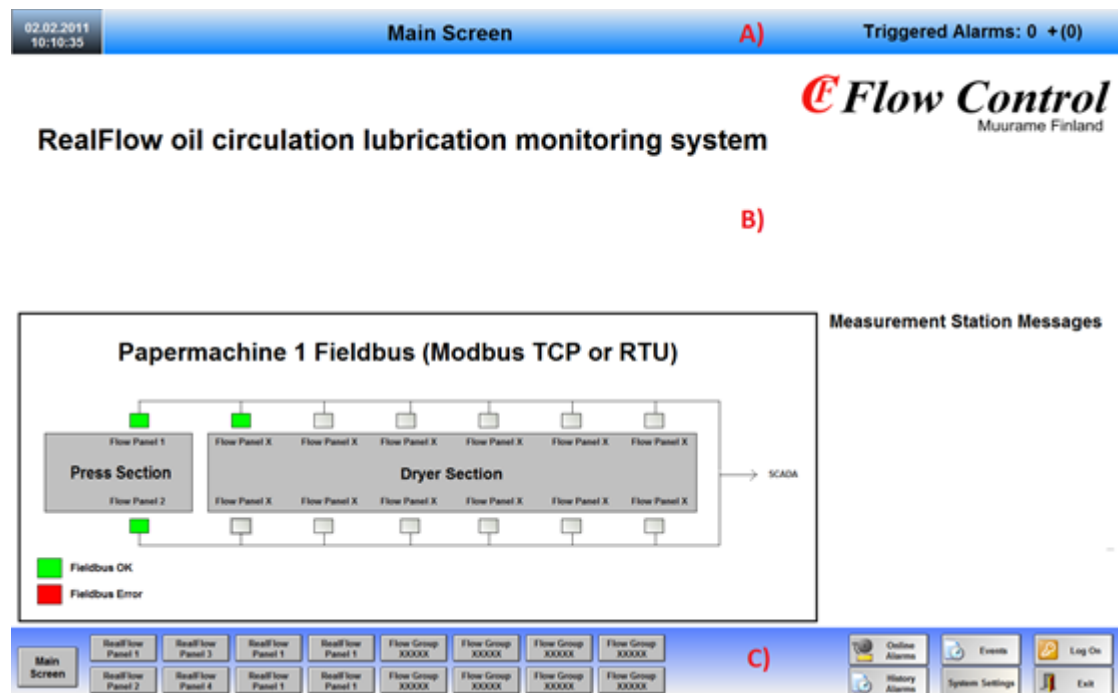 02.02.2011
10:10:35
Main Screen
A)
Triggered Alarms: 0 +(0)
CF Flow Control
Muurame Finland
RealFlow oil circulation lubrication monitoring system
B)
Measurement Station Messages
Papermachine 1 Fieldbus (Modbus TCP or RTU)
Flow Panel 1
Flow Panel X Flow Panel X Flow Panel X Flow Panel X Flow Panel X Flow Panel X
Press Section
Dryer Section
SCADA
Flow Panel 2
Flow Panel X Flow Panel X Flow Panel X Flow Panel X Flow Panel X Flow Panel X
Fieldbus OK
Fieldbus Error
Main
Screen
RealFlow
Panel 1
RealFlow
Panel 3
RealFlow
Panel 1
RealFlow
Panel 1
Flow Group
XXXXX
Flow Group
XXXXX
Flow Group
XXXXX
Flow Group
XXXXX
RealFlow
Panel 2
RealFlow
Panel 4
RealFlow
Panel 1
RealFlow
Panel 1
Flow Group
XXXXX
Flow Group
XXXXX
Flow Group
XXXXX
Flow Group
XXXXX
C)
Online
Alarms
Events
Log On
History
Alarms
System Settings
Exit